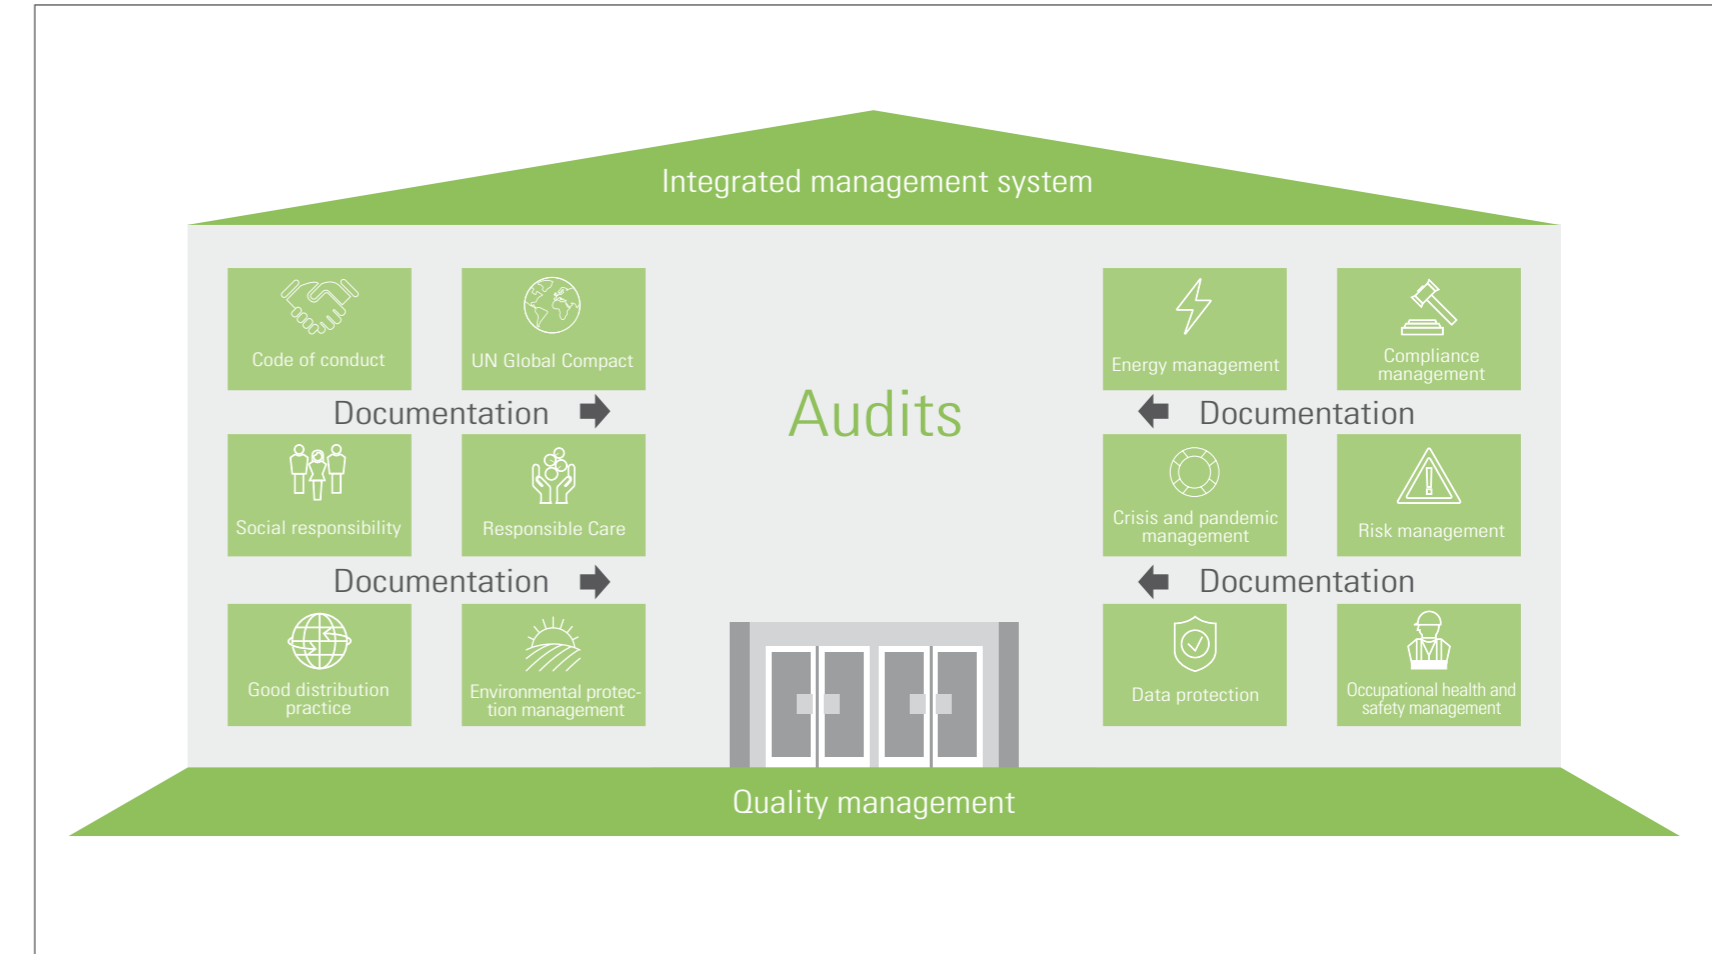 Integrated management system
Code of conduct
UN Global Compact
Energy management
Compliance
management
Documentation
Audits
Documentation
Social responsibility
Responsible Care
Crisis and pandemic
management
Risk management
Documentation
Documentation
Good distribution
practice
Environmental protec-
tion management
Data protection
Occupational health and
safety management
Quality management